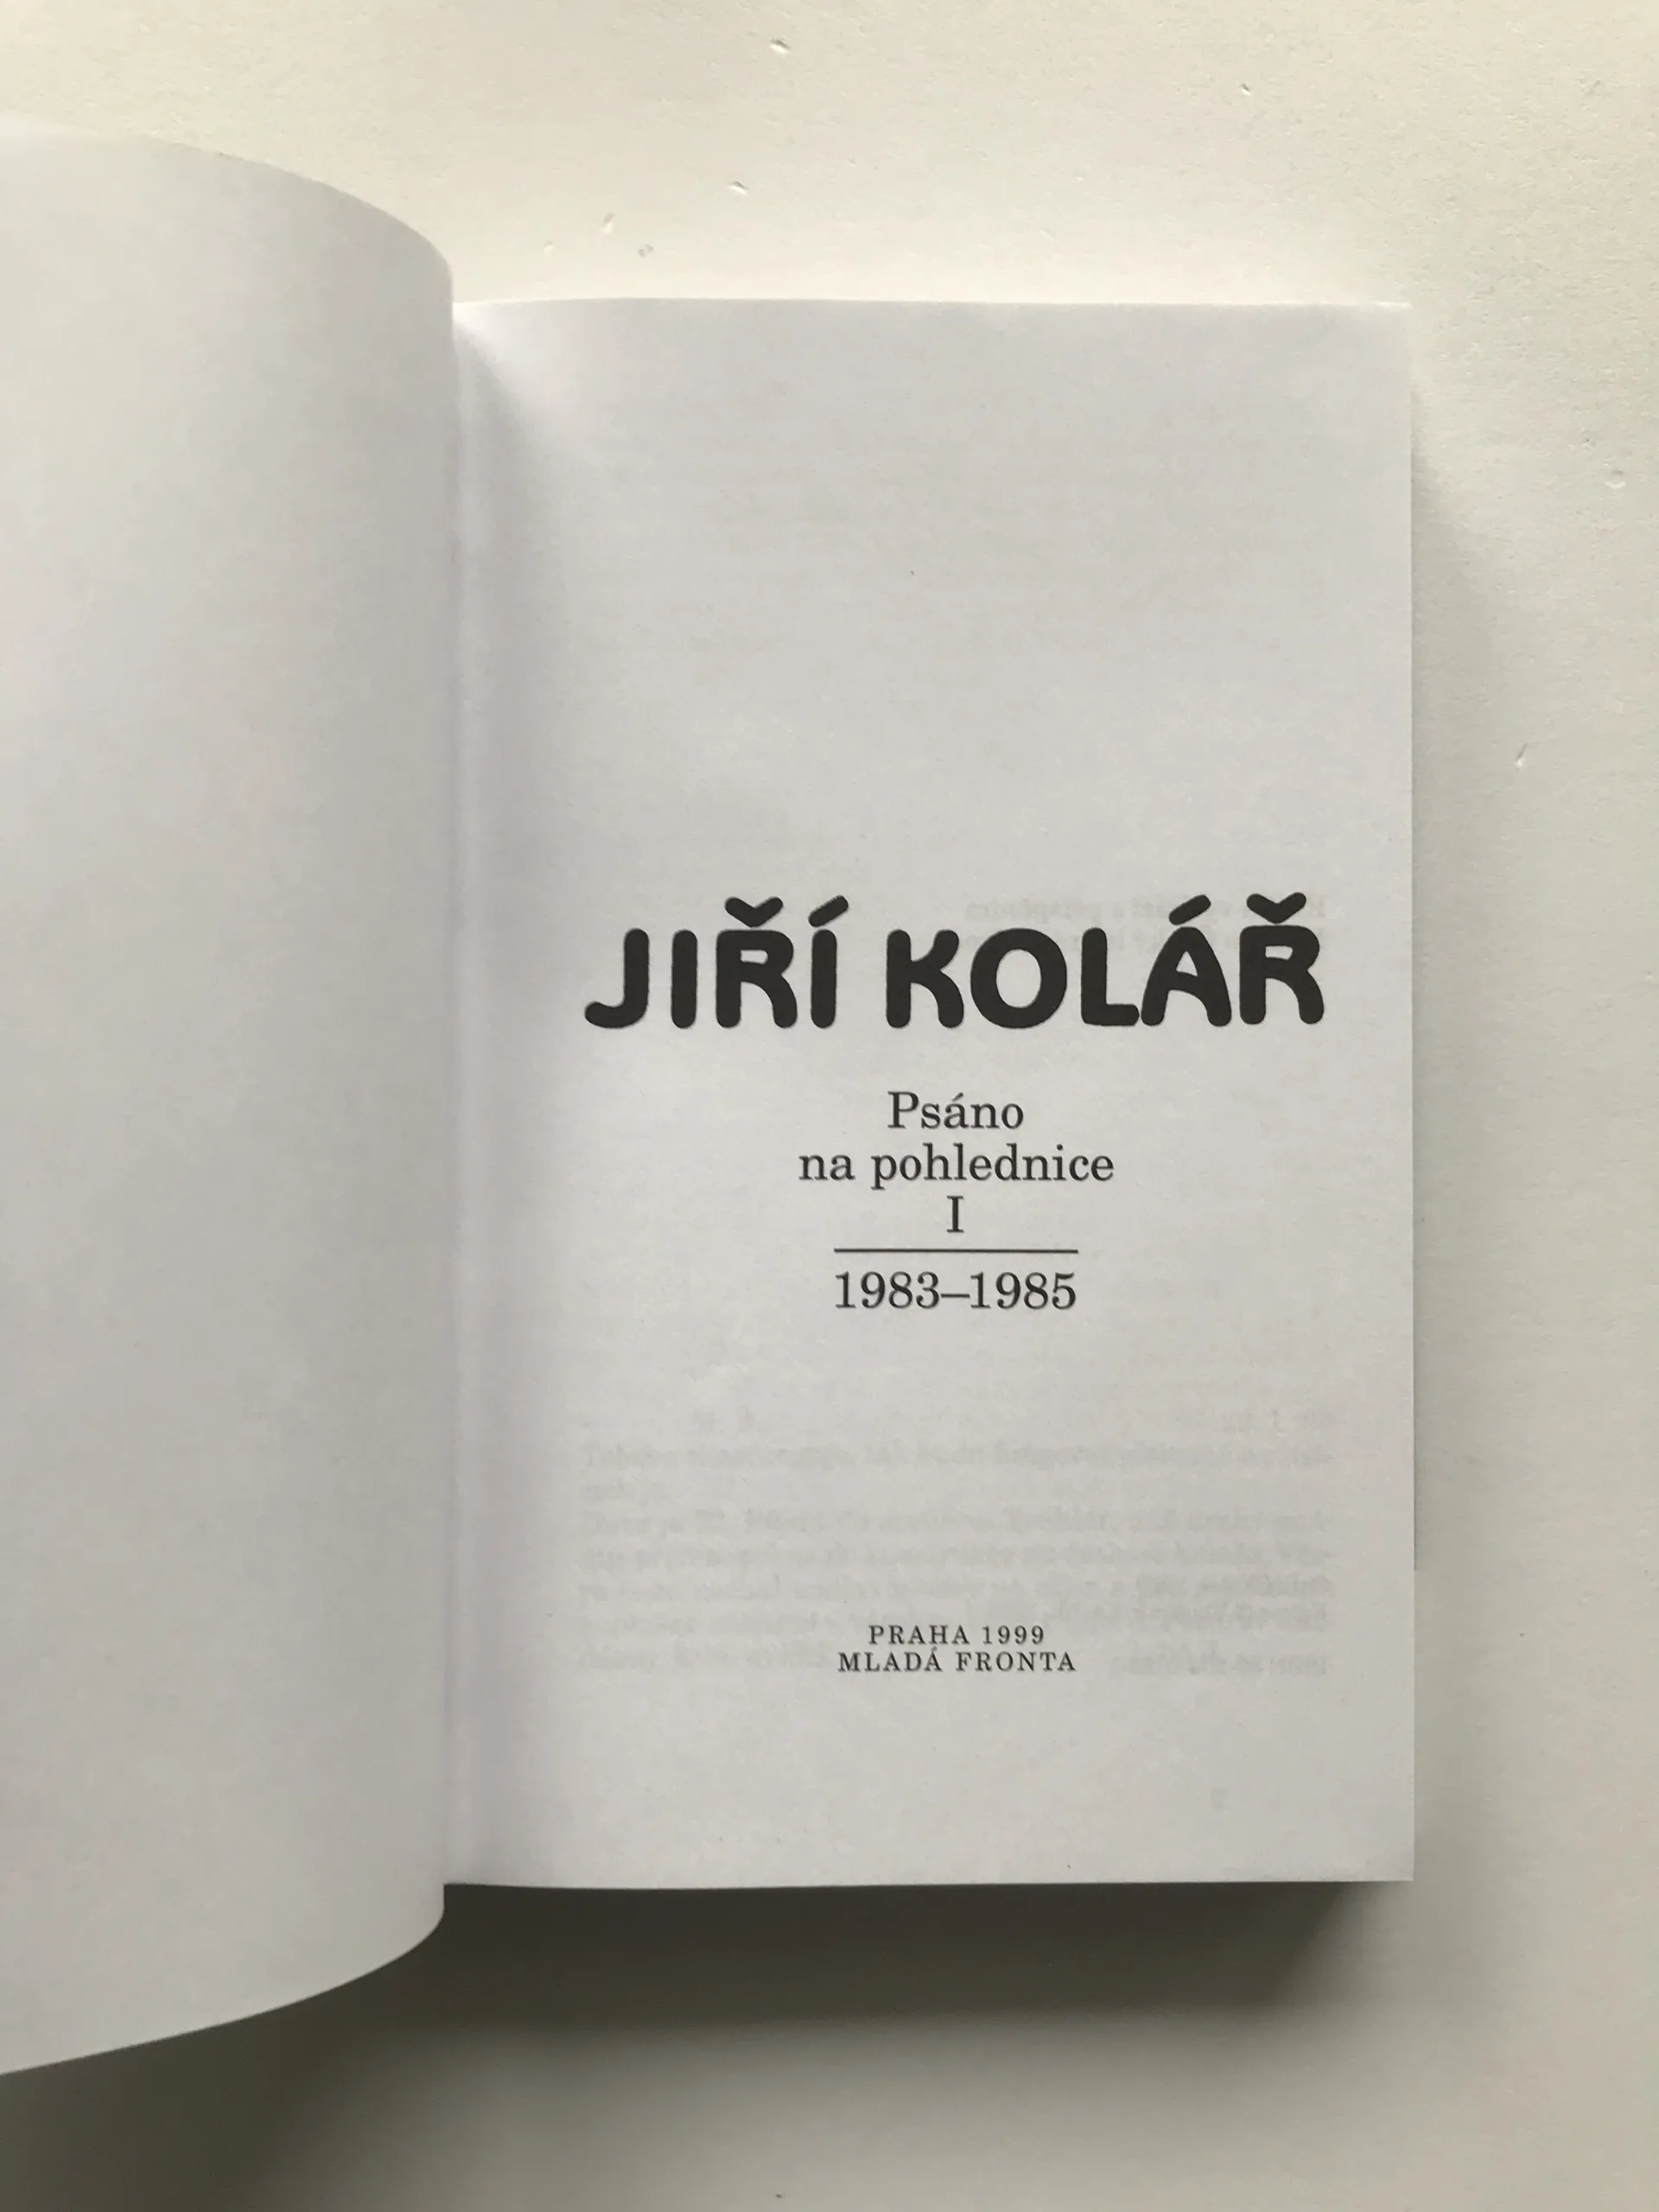 JIŘÍ KOLÁŘ
Psáno
na pohlednice
I
1983–1985
PRAHA 1999
MLADÁ FRONTA